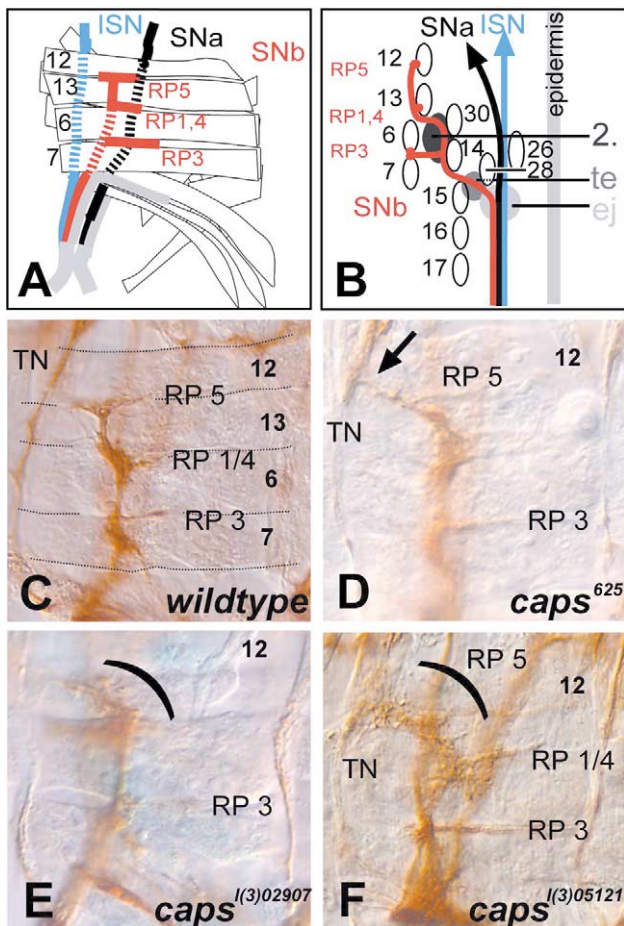 ISN
SNa
SNb
12
13
6
7
RP5
RP1,4
RP3
A
SNa
ISN
epidermis
12
RP5
13
RP1,4
30
6
2.
RP3
14
26
7
28
SNb
te
15
ej
16
17
B
TN
12
RP 5
13
RP 1/4
6
RP 3
7
C
wildtype
12
RP 5
TN
RP 3
D
caps625
12
RP 3
E
capsl(3)02907
RP 5
12
TN
RP 1/4
RP 3
F
capsl(3)05121